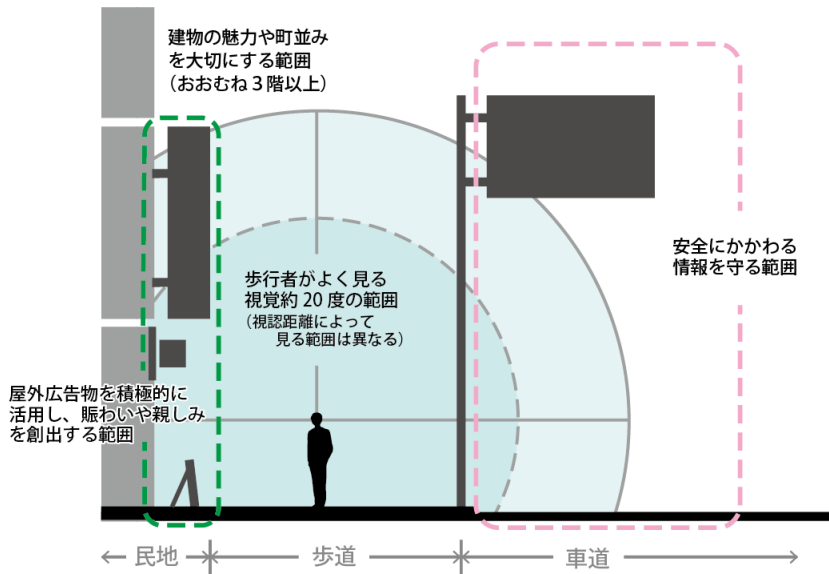 建物の魅力や町並み
を大切にする範囲
（おおむね3階以上）
歩行者がよく見る
視覚約20度の範囲
（視認距離によって
見る範囲は異なる）
安全にかかわる
情報を守る範囲
屋外広告物を積極的に
活用し、賑わいや親しみ
を創出する範囲
民地
歩道
車道